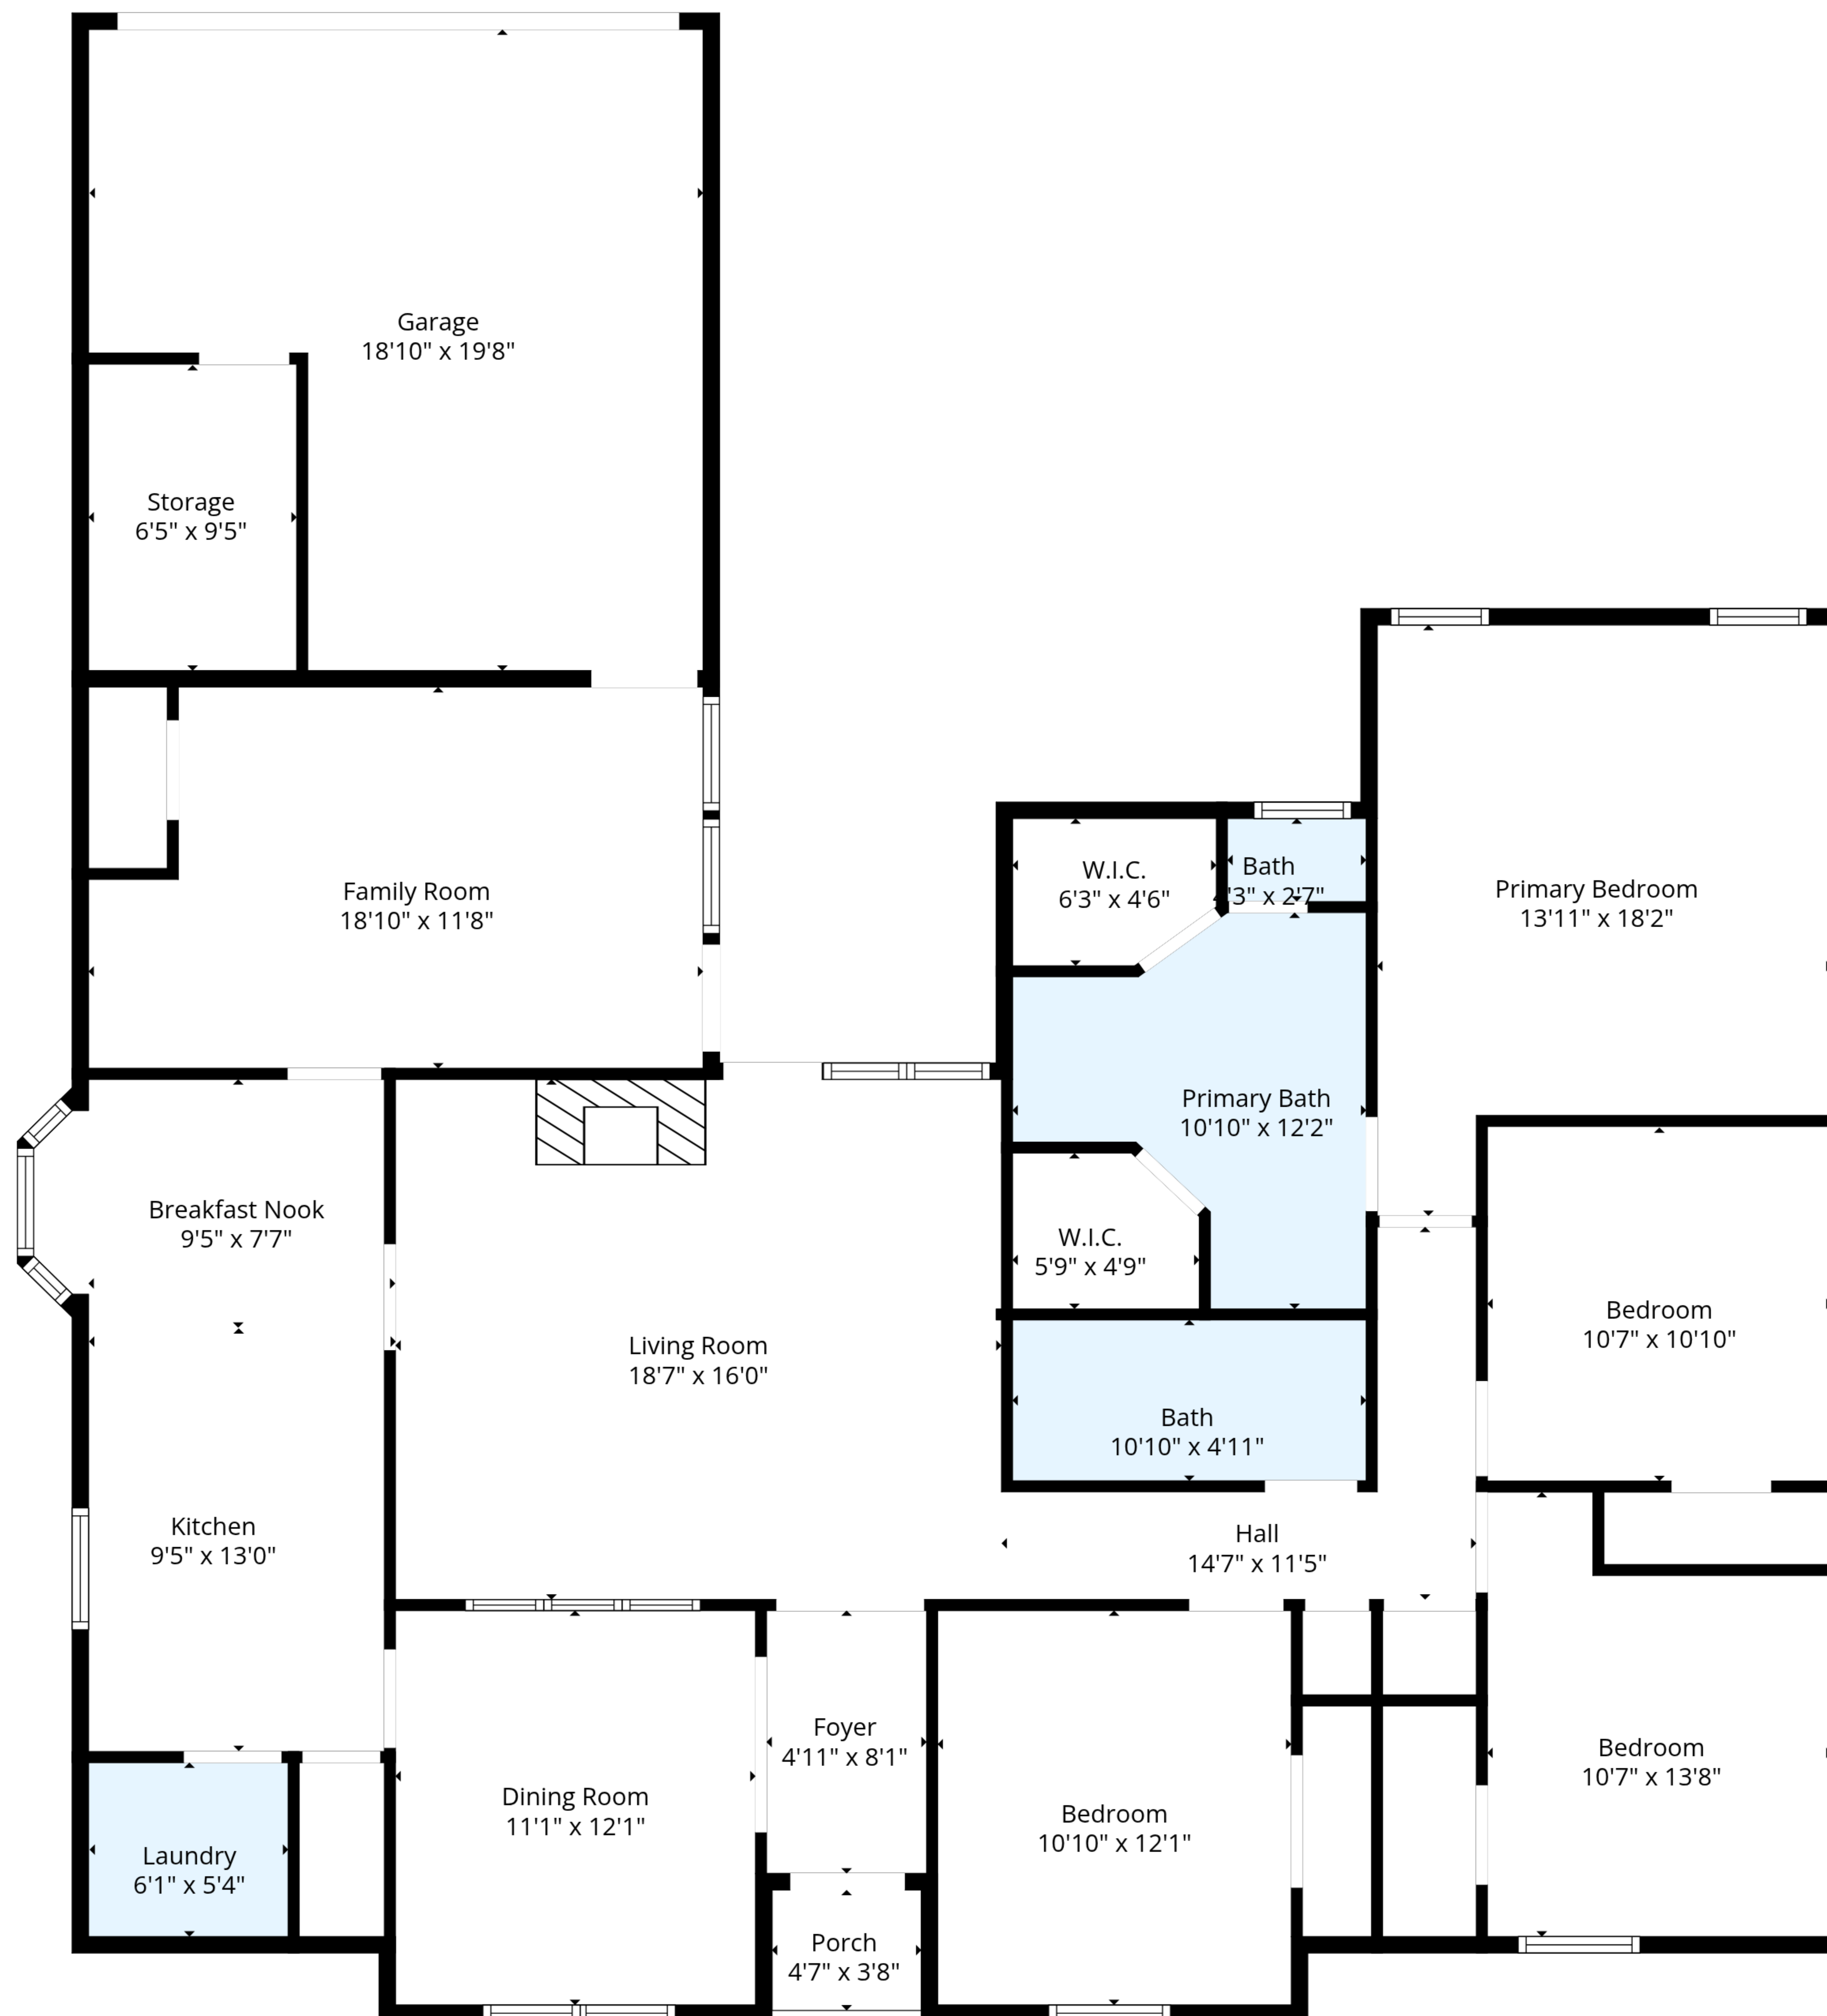 Garage
18'10" x 19'8"
Storage
6'5" x 9'5"
Family Room
18'10" x 11'8"
W.I.C.
6'3" x 4'6"
Bath
4'3" x 2'7"
Primary Bedroom
13'11" x 18'2"
Primary Bath
10'10" x 12'2"
Breakfast Nook
9'5" x 7'7"
W.I.C.
5'9" x 4'9"
Living Room
18'7" x 16'0"
Bedroom
10'7" x 10'10"
Bath
10'10" x 4'11"
Kitchen
9'5" x 13'0"
Hall
14'7" x 11'5"
Foyer
4'11" x 8'1"
Dining Room
11'1" x 12'1"
Bedroom
10'10" x 12'1"
Bedroom
10'7" x 13'8"
Laundry
6'1" x 5'4"
Porch
4'7" x 3'8"